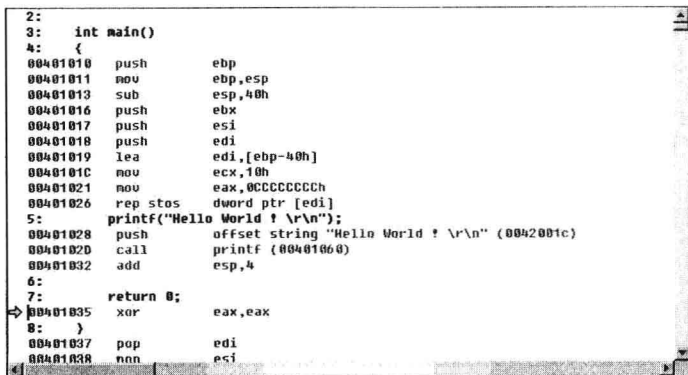 2:
3: int main()
4: {
00401010 push ebp
00401011 mov ebp,esp
00401013 sub esp,40h
00401016 push ebx
00401017 push esi
00401018 push edi
00401019 lea edi,[ebp-40h]
0040101C mov ecx,10h
00401021 mov eax,0CCCCCCCCh
00401026 rep stos dword ptr [edi]
5: printf("Hello World ! \r\n");
00401028 push offset string "Hello World ! \r\n" (0042001c)
0040102D call printf (00401060)
00401032 add esp,4
6:
7: return 0;
00401035 xor eax,eax
8: }
00401037 pop edi
00401038 pop esi